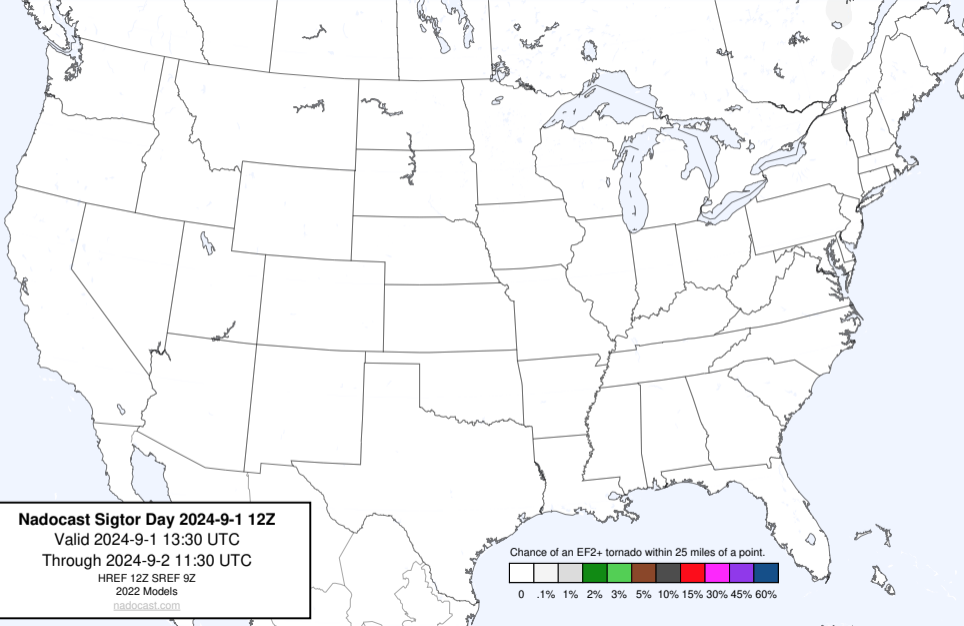 Nadocast Sigtor Day 2024-9-1 12Z
Valid 2024-9-1 13:30 UTC
Through 2024-9-2 11:30 UTC
HREF 12Z SREF 9Z
2022 Models
nadocast.com
Chance of an EF2+ tornado within 25 miles of a point.
0 .1% 1% 2% 3% 5% 10% 15% 30% 45% 60%